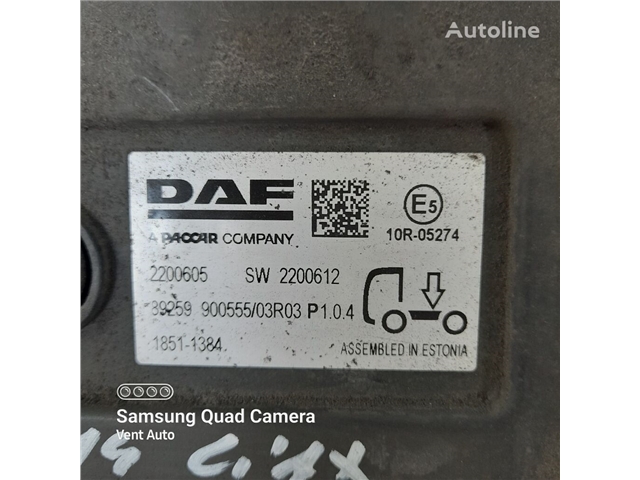 Autoline
DAF
A PACCAR COMPANY
E5
10R-05274
2200605 SW 2200612
39259 900555/03R03 P1.0.4
1851-1384
ASSEMBLED IN ESTONIA
Samsung Quad Camera
Vent Auto